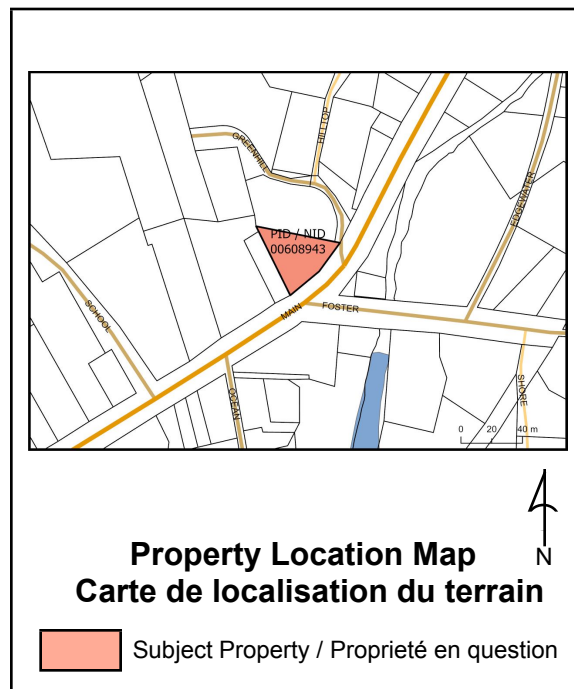 HILLTOP
GREENHILL
EDGEWATER
PID / NID
00608943
SCHOOL
MAIN
FOSTER
OCEAN
SHORE
0 20 40 m
N
Property Location Map
Carte de localisation du terrain
Subject Property / Proprieté en question